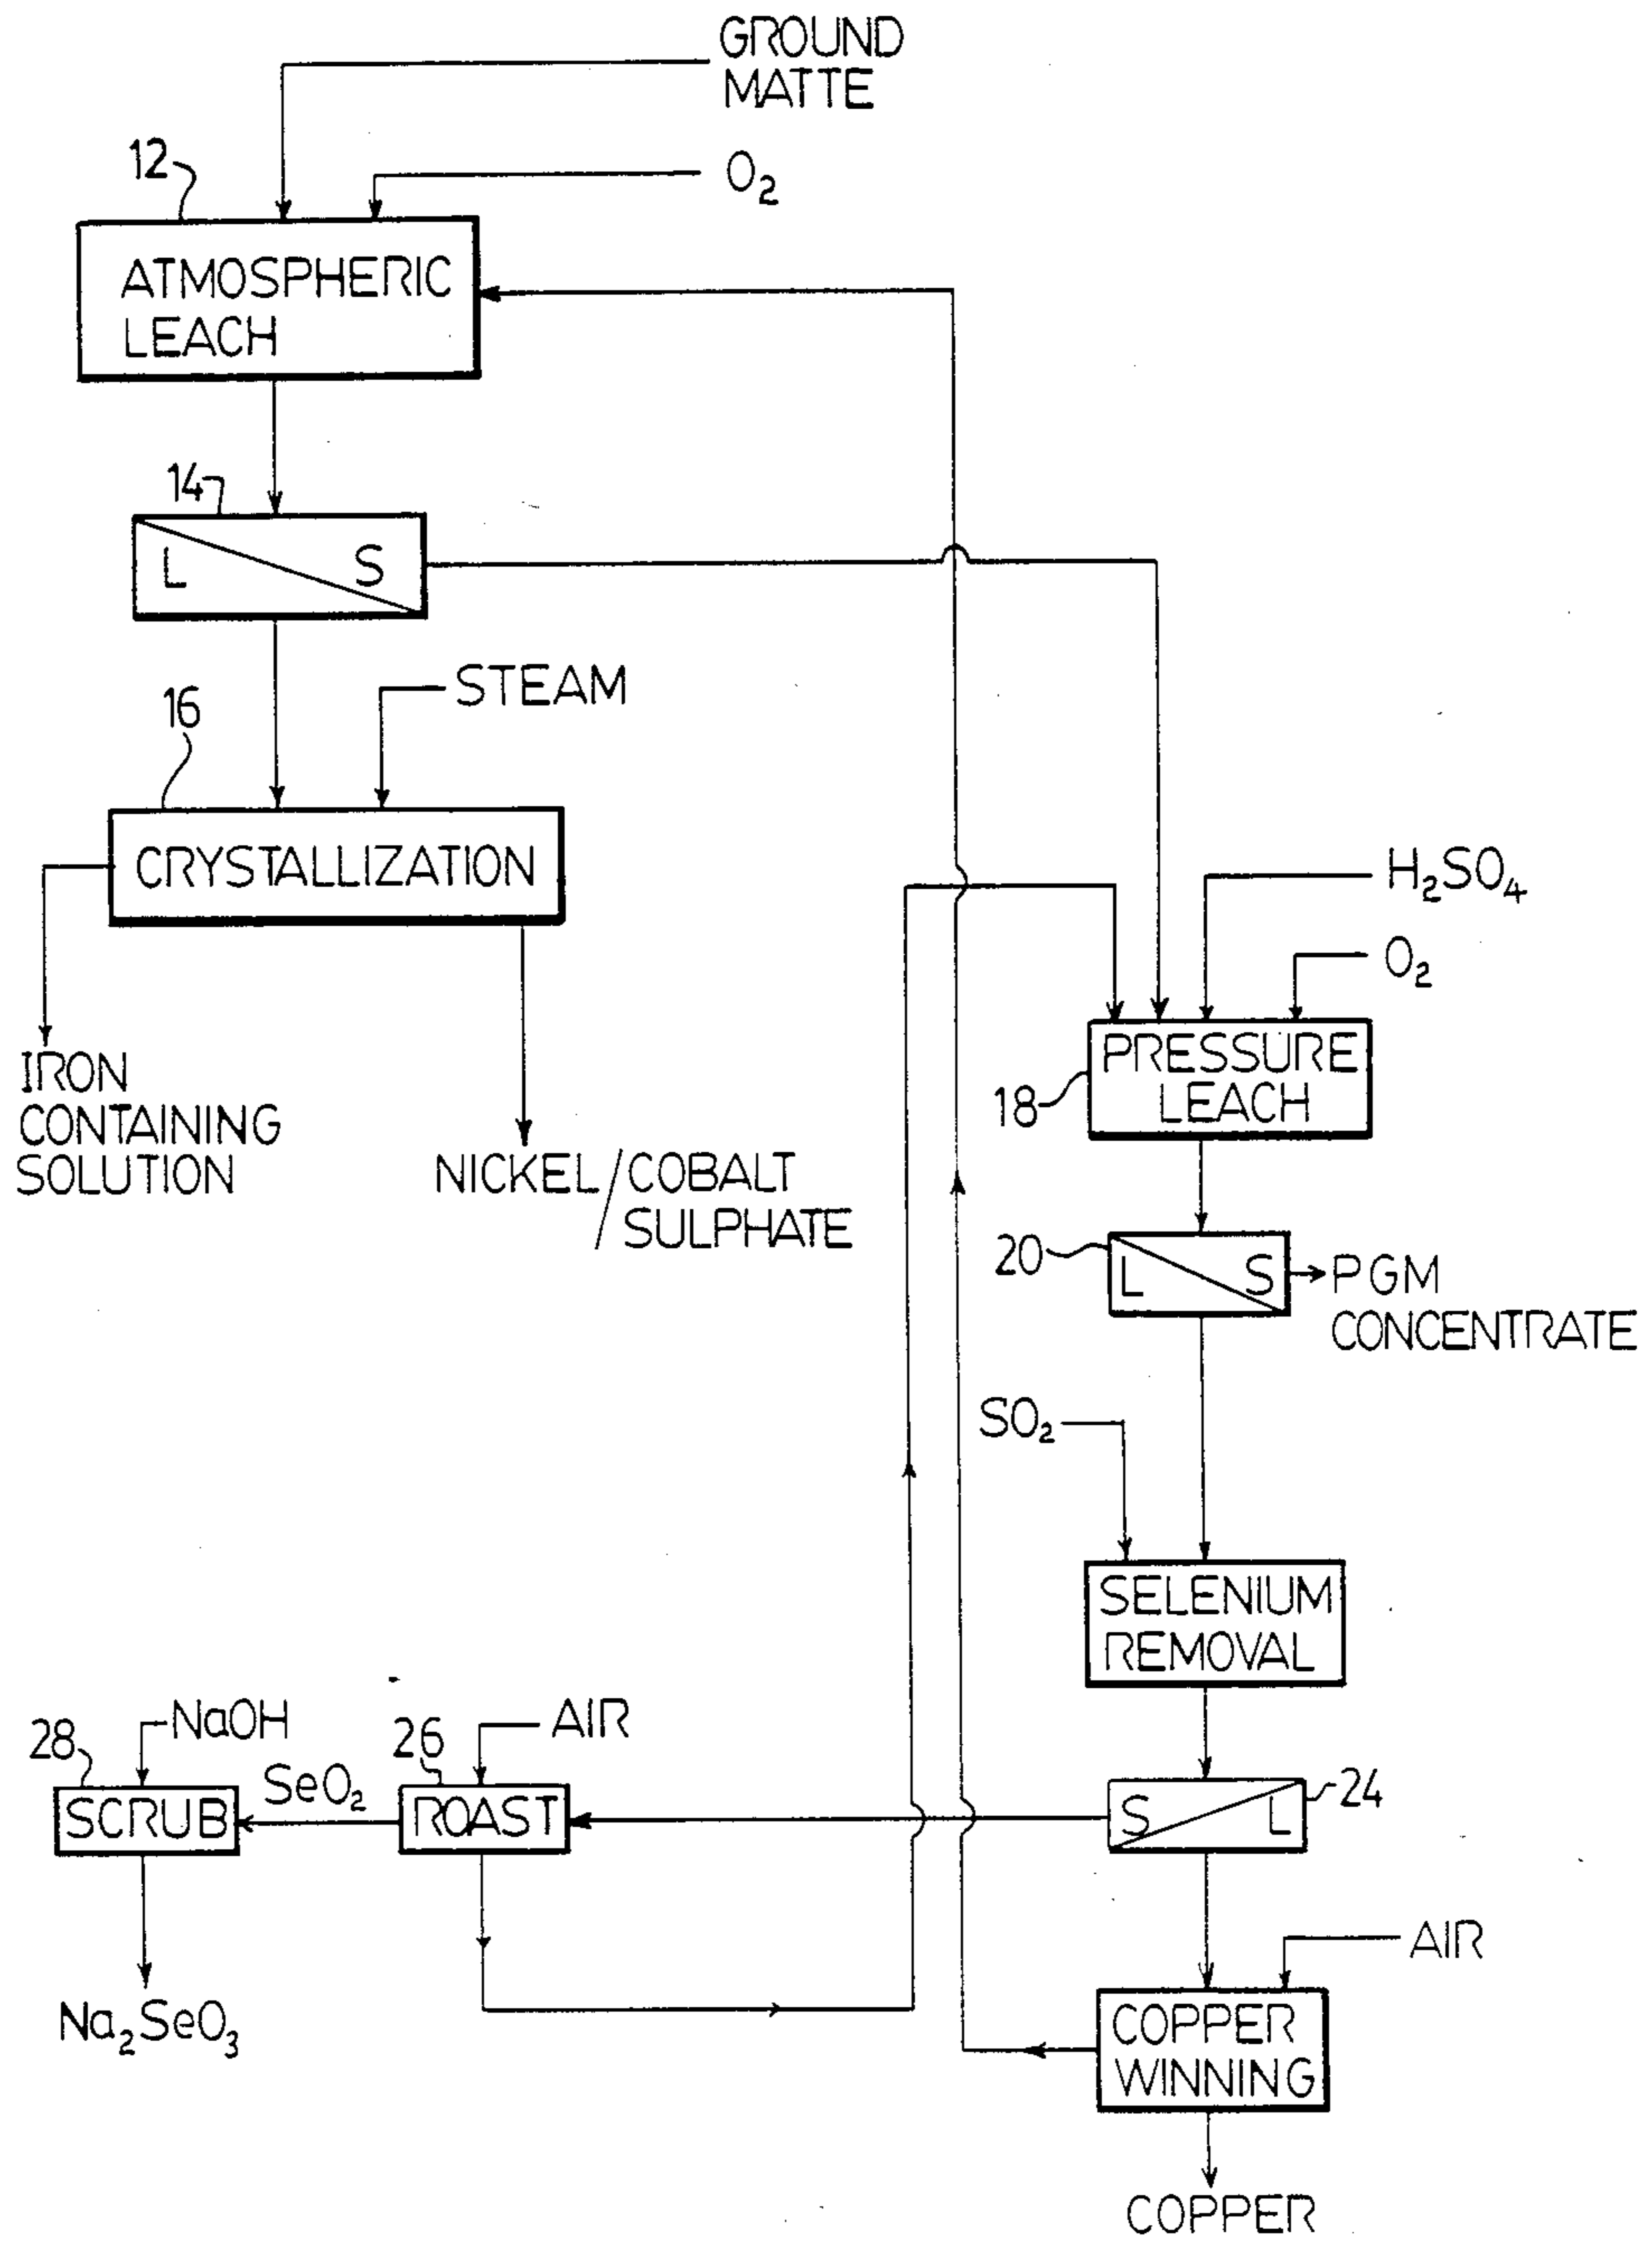 GROUND
MATTE
12
O₂
ATMOSPHERIC
LEACH
14
L S
STEAM
16
CRYSTALLIZATION
H₂SO₄
O₂
IRON
CONTAINING
SOLUTION
NICKEL/COBALT
SULPHATE
PRESSURE
LEACH
18
20
L S
PGM
CONCENTRATE
SO₂
SELENIUM
REMOVAL
NaOH
28
SeO₂
SCRUB
AIR
26
ROAST
S L
24
Na₂SeO₃
AIR
COPPER
WINNING
COPPER